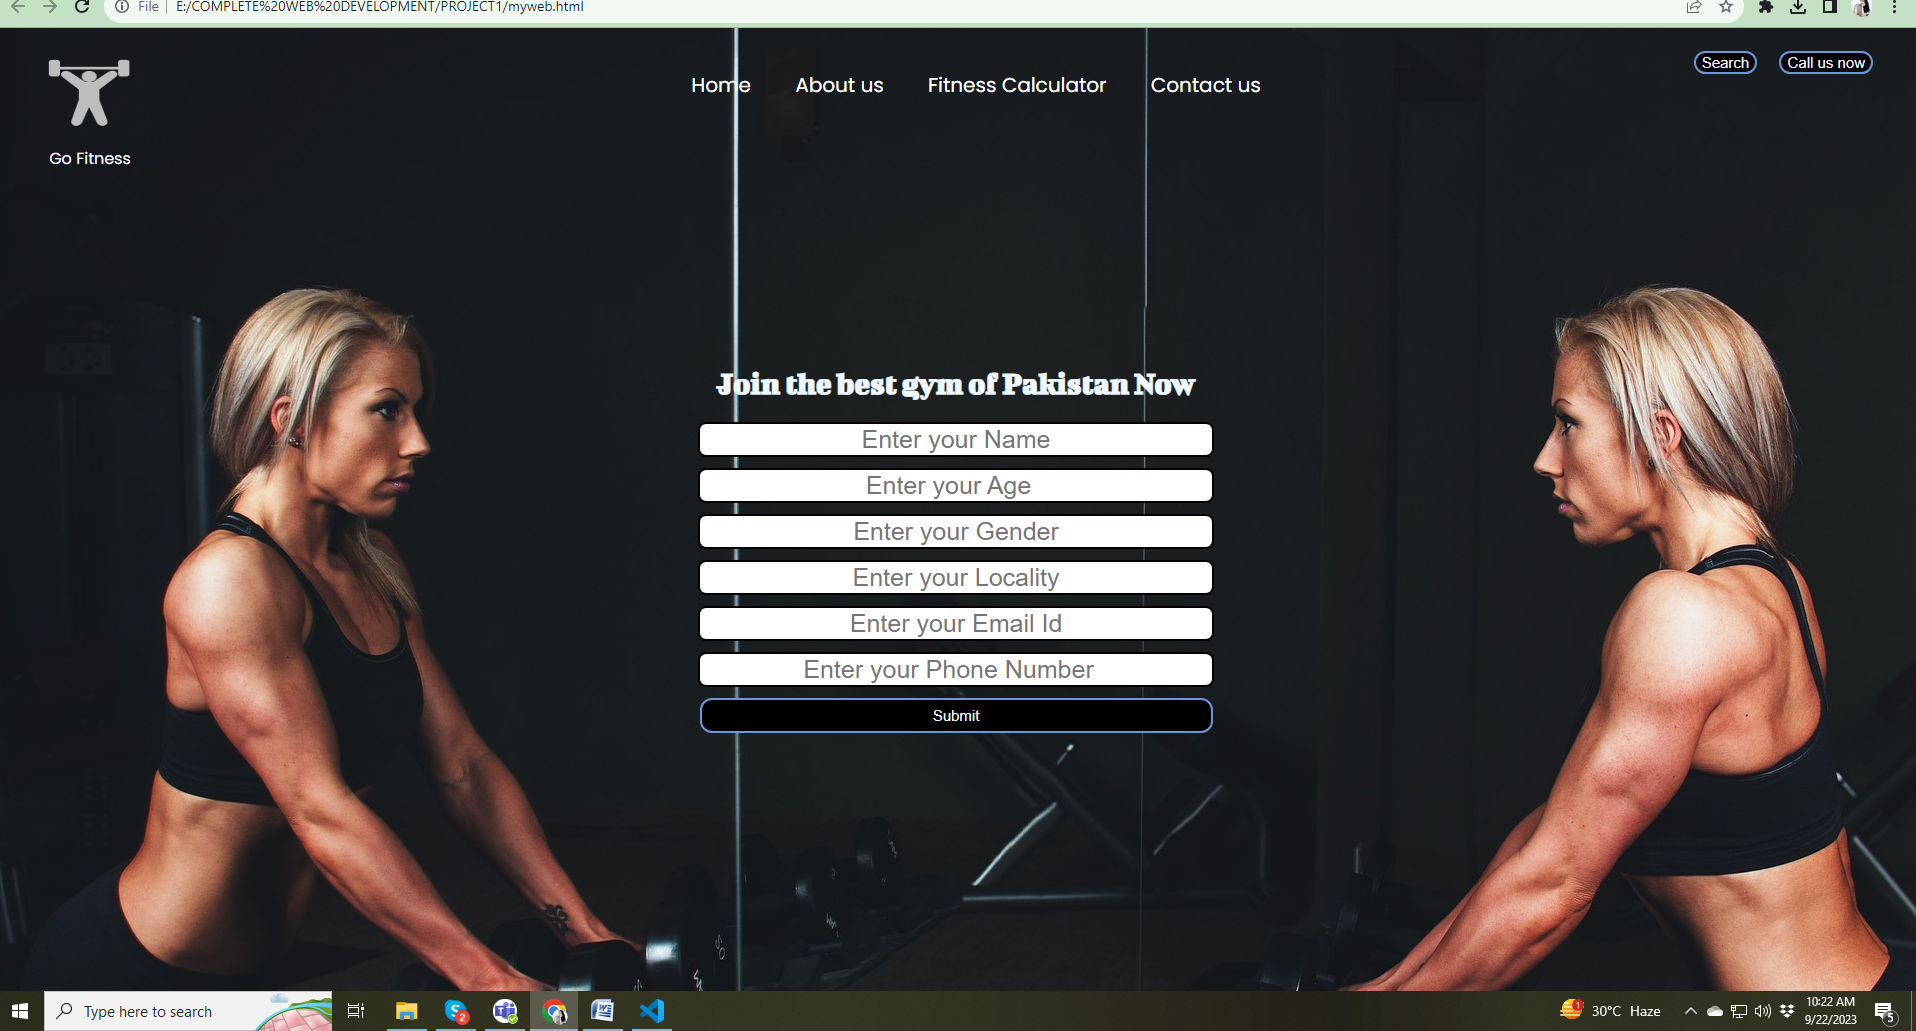 File | E:/COMPLETE%20WEB%20DEVELOPMENT/PROJECT1/myweb.html
Home About us Fitness Calculator Contact us
Search Call us now
Go Fitness
Join the best gym of Pakistan Now
Enter your Name
Enter your Age
Enter your Gender
Enter your Locality
Enter your Email Id
Enter your Phone Number
Submit
Type here to search
2
1
30°C Haze
10:22 AM
9/22/2023
5